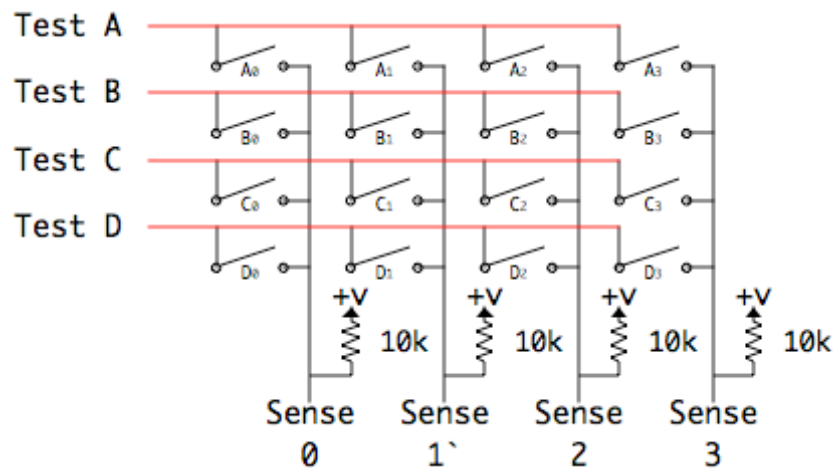 Test A
A0 A1 A2 A3
Test B
B0 B1 B2 B3
Test C
C0 C1 C2 C3
Test D
D0 D1 D2 D3
+V +V +V +V
10k 10k 10k 10k
Sense Sense Sense Sense
0 1` 2 3